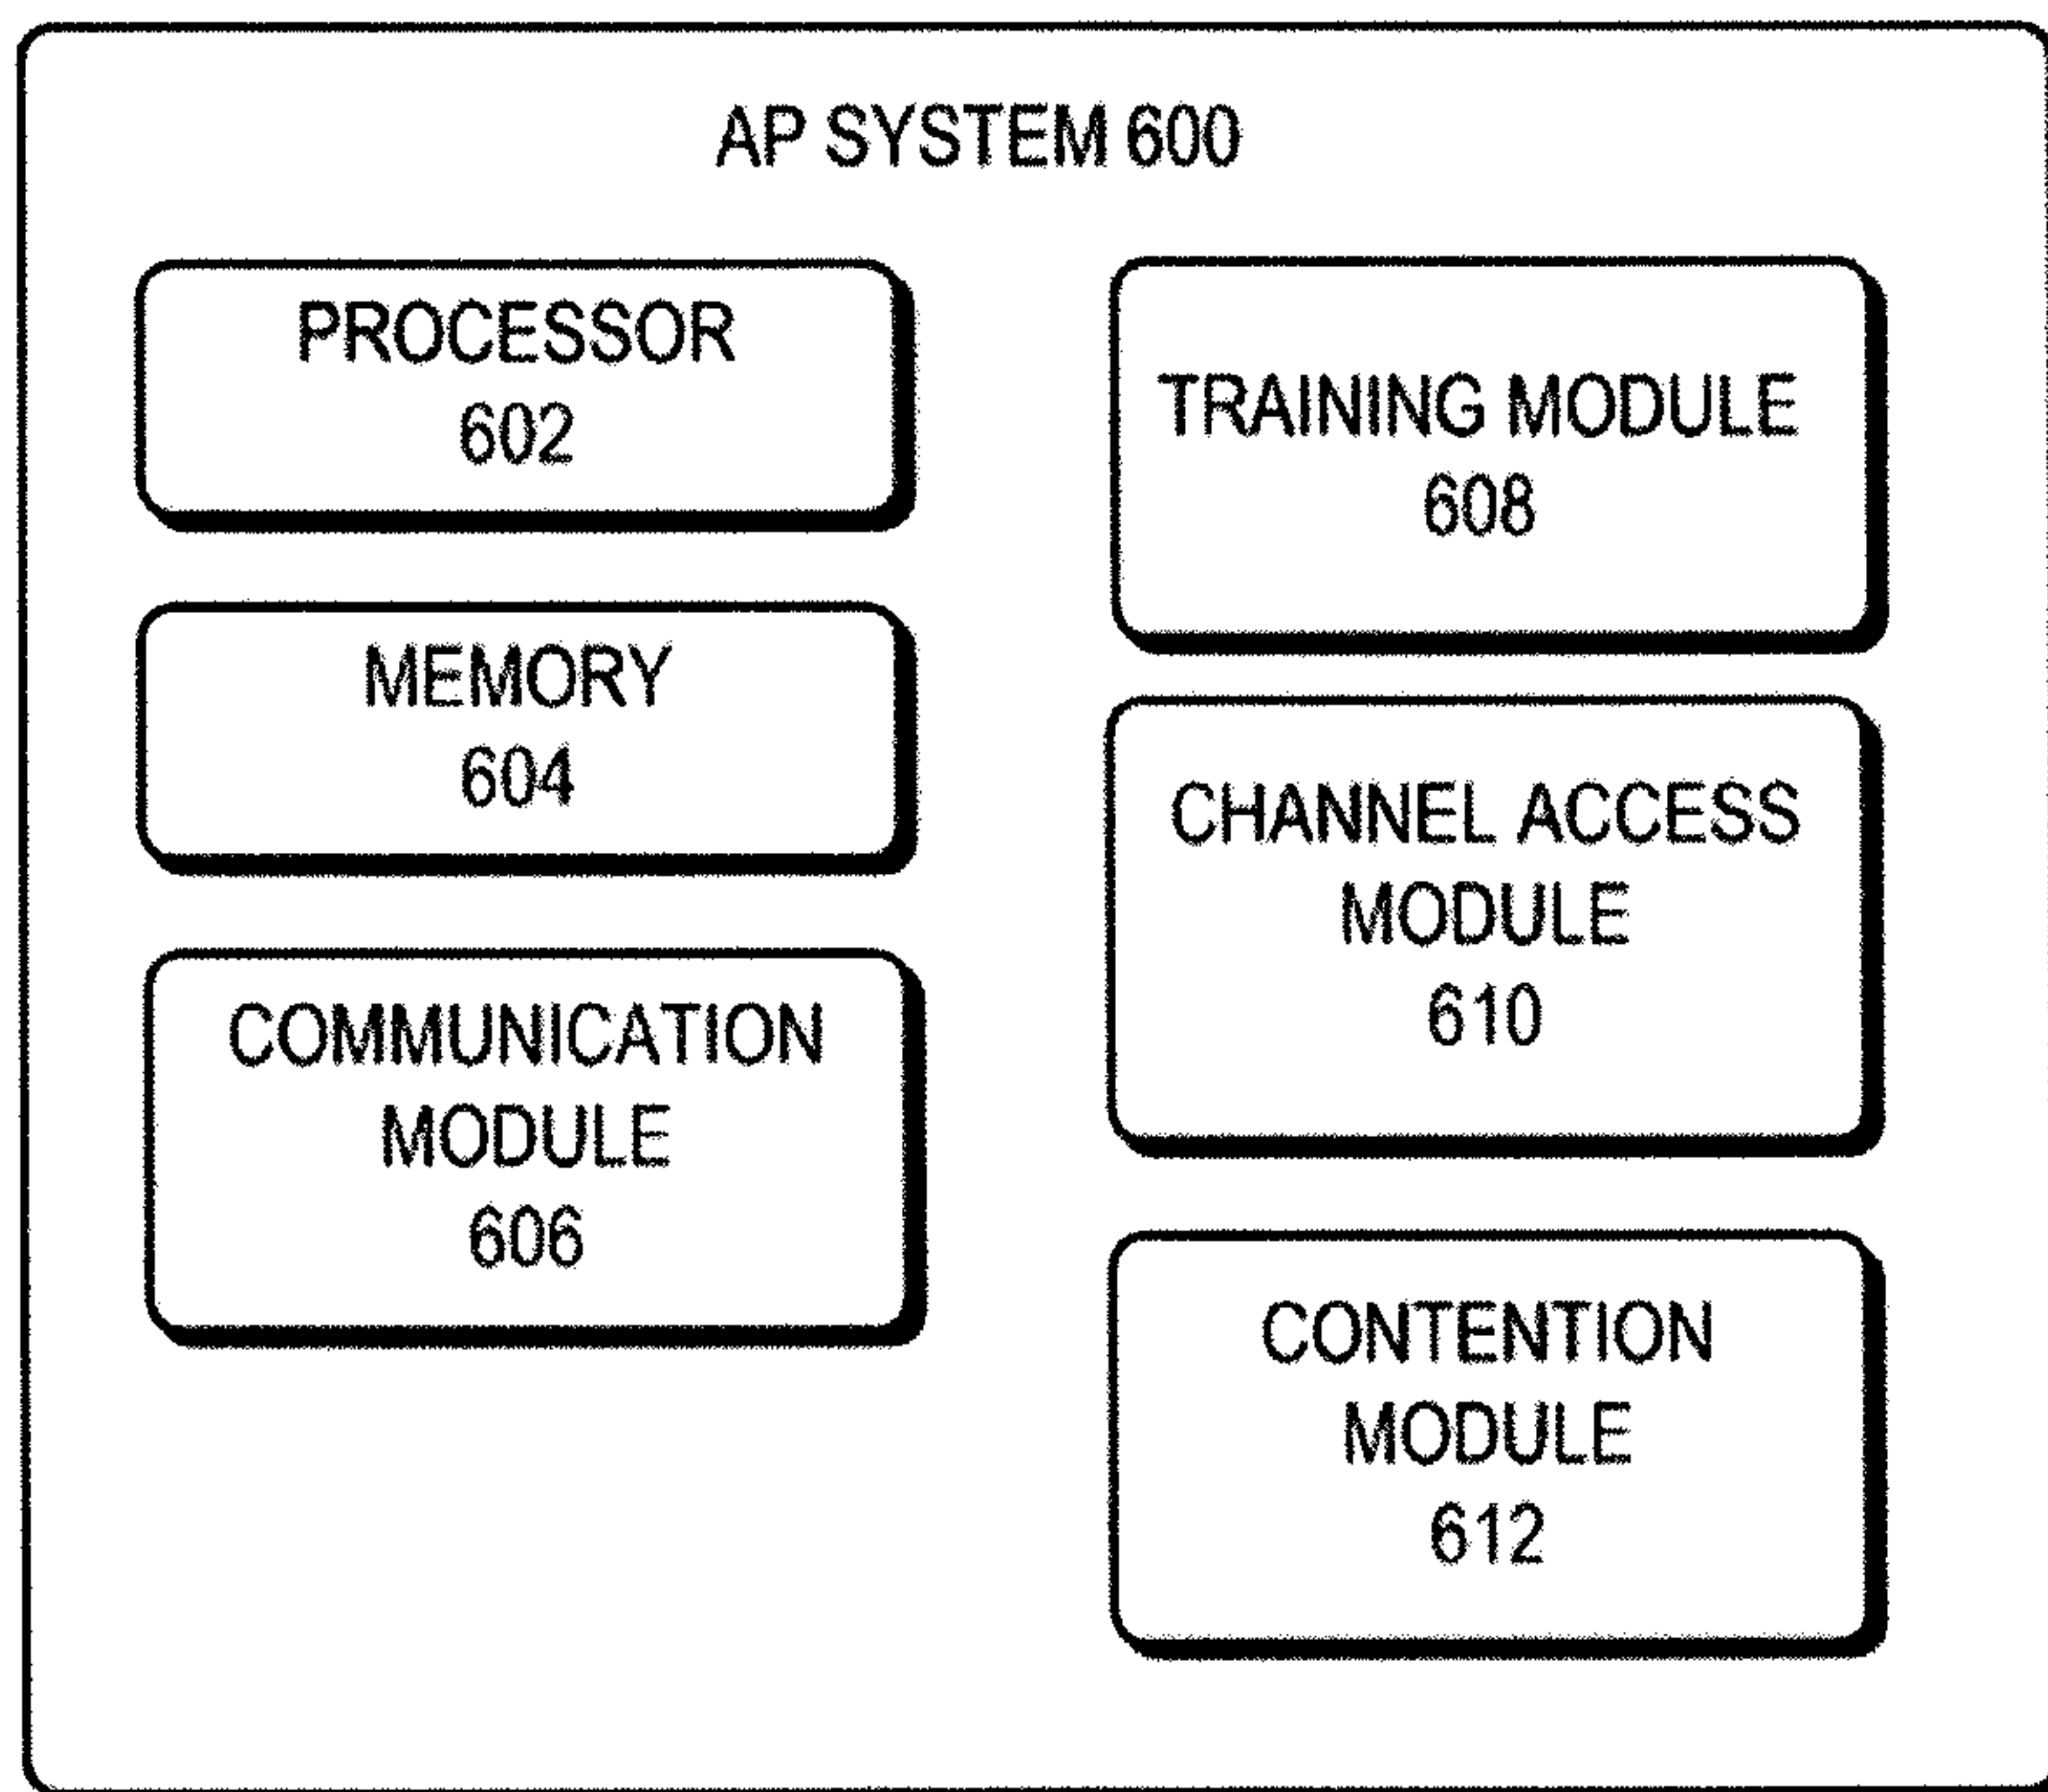 AP SYSTEM 600
PROCESSOR
602
MEMORY
604
COMMUNICATION
MODULE
606
TRAINING MODULE
608
CHANNEL ACCESS
MODULE
610
CONTENTION
MODULE
612